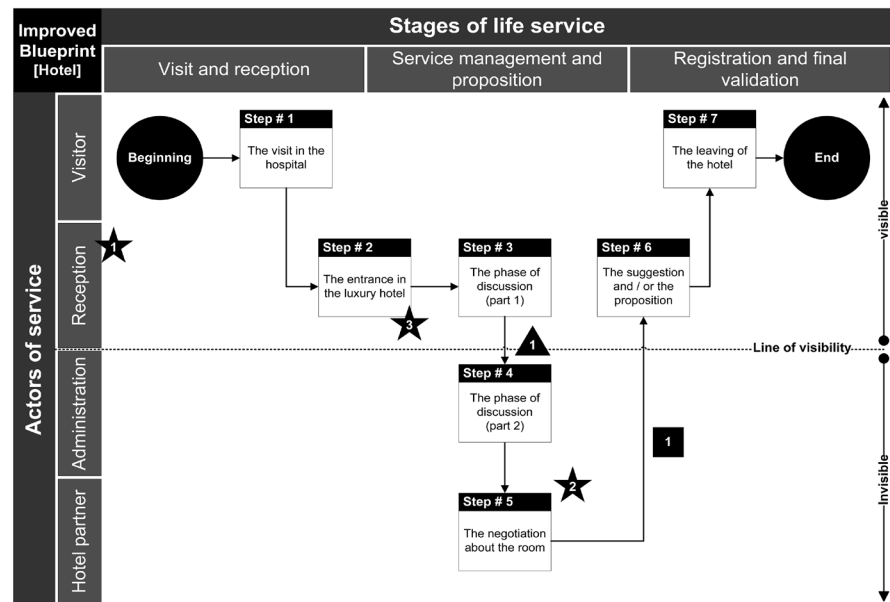 Improved
Blueprint
[Hotel]
Stages of life service
Visit and reception
Service management and
proposition
Registration and final
validation
Actors of service
Visitor
Reception
Administration
Hotel partner
Beginning
Step # 1
The visit in the
hospital
Step # 7
The leaving of
the hotel
End
visible
1
Step # 2
The entrance in
the luxury hotel
3
Step # 3
The phase of
discussion
(part 1)
Step # 6
The suggestion
and / or the
proposition
1
Line of visibility
Step # 4
The phase of
discussion
(part 2)
1
2
Step # 5
The negotiation
about the room
Invisible